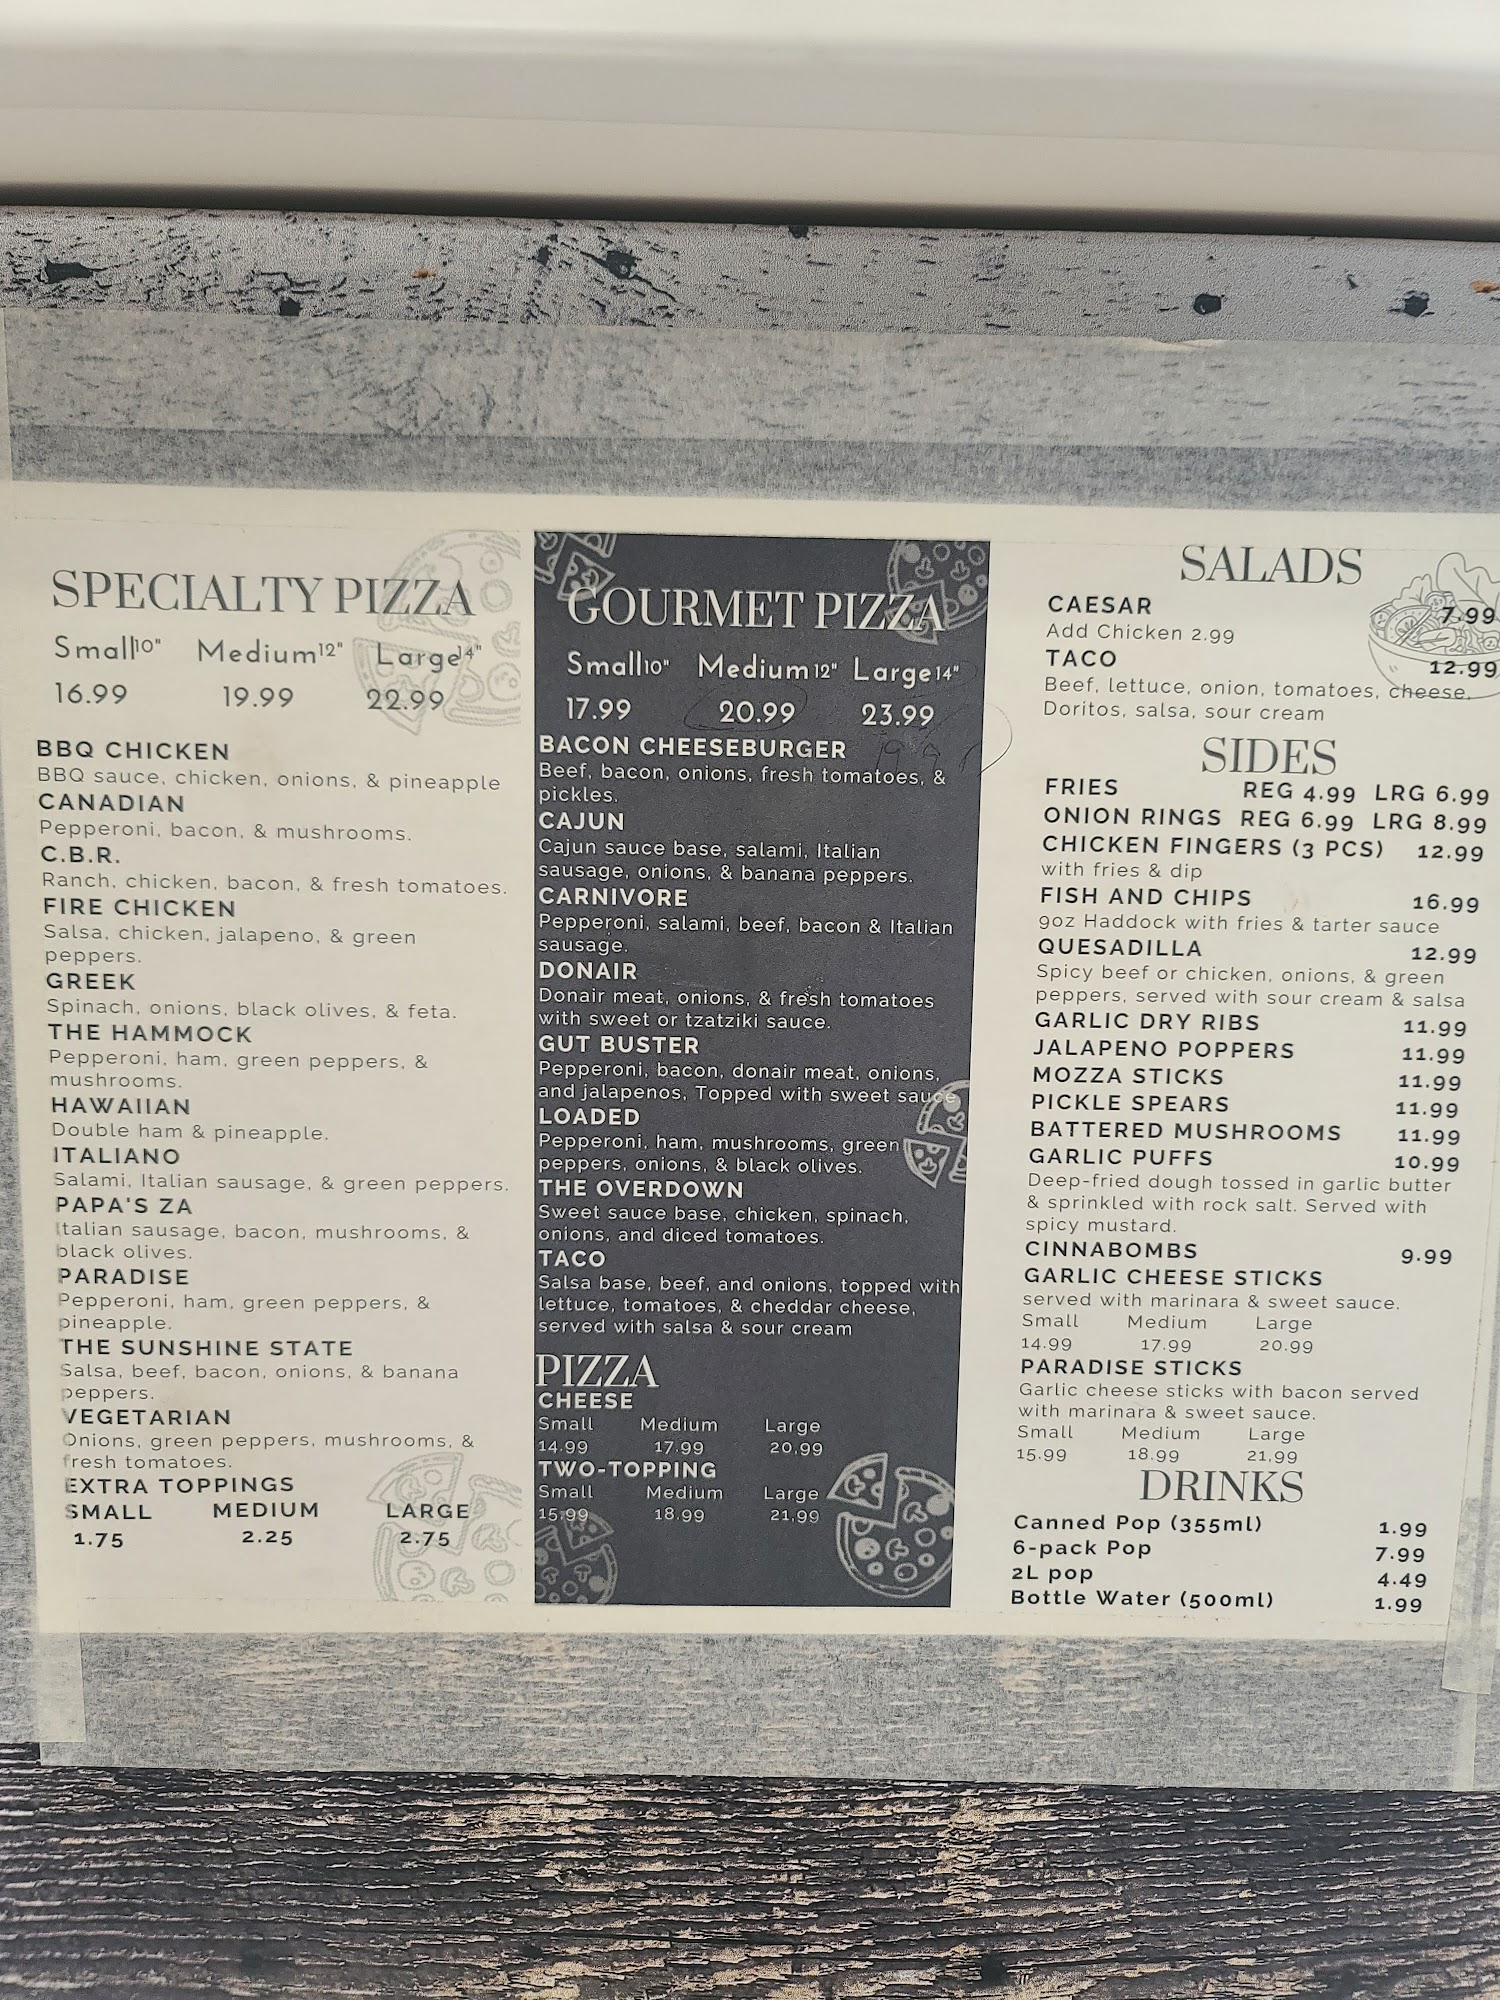 SPECIALTY PIZZA
Small10" Medium12" Large14"
16.99 19.99 22.99
BBQ CHICKEN
BBQ sauce, chicken, onions, & pineapple
CANADIAN
Pepperoni, bacon, & mushrooms.
C.B.R.
Ranch, chicken, bacon, & fresh tomatoes.
FIRE CHICKEN
Salsa, chicken, jalapeno, & green
peppers.
GREEK
Spinach, onions, black olives, & feta.
THE HAMMOCK
Pepperoni, ham, green peppers, &
mushrooms.
HAWAIIAN
Double ham & pineapple.
ITALIANO
Salami, Italian sausage, & green peppers.
PAPA'S ZA
Italian sausage, bacon, mushrooms, &
black olives.
PARADISE
Pepperoni, ham, green peppers, &
pineapple.
THE SUNSHINE STATE
Salsa, beef, bacon, onions, & banana
peppers.
VEGETARIAN
Onions, green peppers, mushrooms, &
fresh tomatoes.
EXTRA TOPPINGS
SMALL MEDIUM LARGE
1.75 2.25 2.75
GOURMET PIZZA
Small10" Medium12" Large14"
17.99 20.99 23.99
BACON CHEESEBURGER
Beef, bacon, onions, fresh tomatoes, &
pickles.
CAJUN
Cajun sauce base, salami, Italian
sausage, onions, & banana peppers.
CARNIVORE
Pepperoni, salami, beef, bacon & Italian
sausage.
DONAIR
Donair meat, onions, & fresh tomatoes
with sweet or tzatziki sauce.
GUT BUSTER
Pepperoni, bacon, donair meat, onions,
and jalapenos, Topped with sweet sauce
LOADED
Pepperoni, ham, mushrooms, green
peppers, onions, & black olives.
THE OVERDOWN
Sweet sauce base, chicken, spinach,
onions, and diced tomatoes.
TACO
Salsa base, beef, and onions, topped with
lettuce, tomatoes, & cheddar cheese,
served with salsa & sour cream
PIZZA
CHEESE
Small Medium Large
14.99 17.99 20.99
TWO-TOPPING
Small Medium Large
15.99 18.99 21.99
SALADS
CAESAR 7.99
Add Chicken 2.99
TACO 12.99
Beef, lettuce, onion, tomatoes, cheese,
Doritos, salsa, sour cream
SIDES
FRIES REG 4.99 LRG 6.99
ONION RINGS REG 6.99 LRG 8.99
CHICKEN FINGERS (3 PCS) 12.99
with fries & dip
FISH AND CHIPS 16.99
9oz Haddock with fries & tarter sauce
QUESADILLA 12.99
Spicy beef or chicken, onions, & green
peppers, served with sour cream & salsa
GARLIC DRY RIBS 11.99
JALAPENO POPPERS 11.99
MOZZA STICKS 11.99
PICKLE SPEARS 11.99
BATTERED MUSHROOMS 11.99
GARLIC PUFFS 10.99
Deep-fried dough tossed in garlic butter
& sprinkled with rock salt. Served with
spicy mustard.
CINNABOMBS 9.99
GARLIC CHEESE STICKS
served with marinara & sweet sauce.
Small Medium Large
14.99 17.99 20.99
PARADISE STICKS
Garlic cheese sticks with bacon served
with marinara & sweet sauce.
Small Medium Large
15.99 18.99 21.99
DRINKS
Canned Pop (355ml) 1.99
6-pack Pop 7.99
2L pop 4.49
Bottle Water (500ml) 1.99